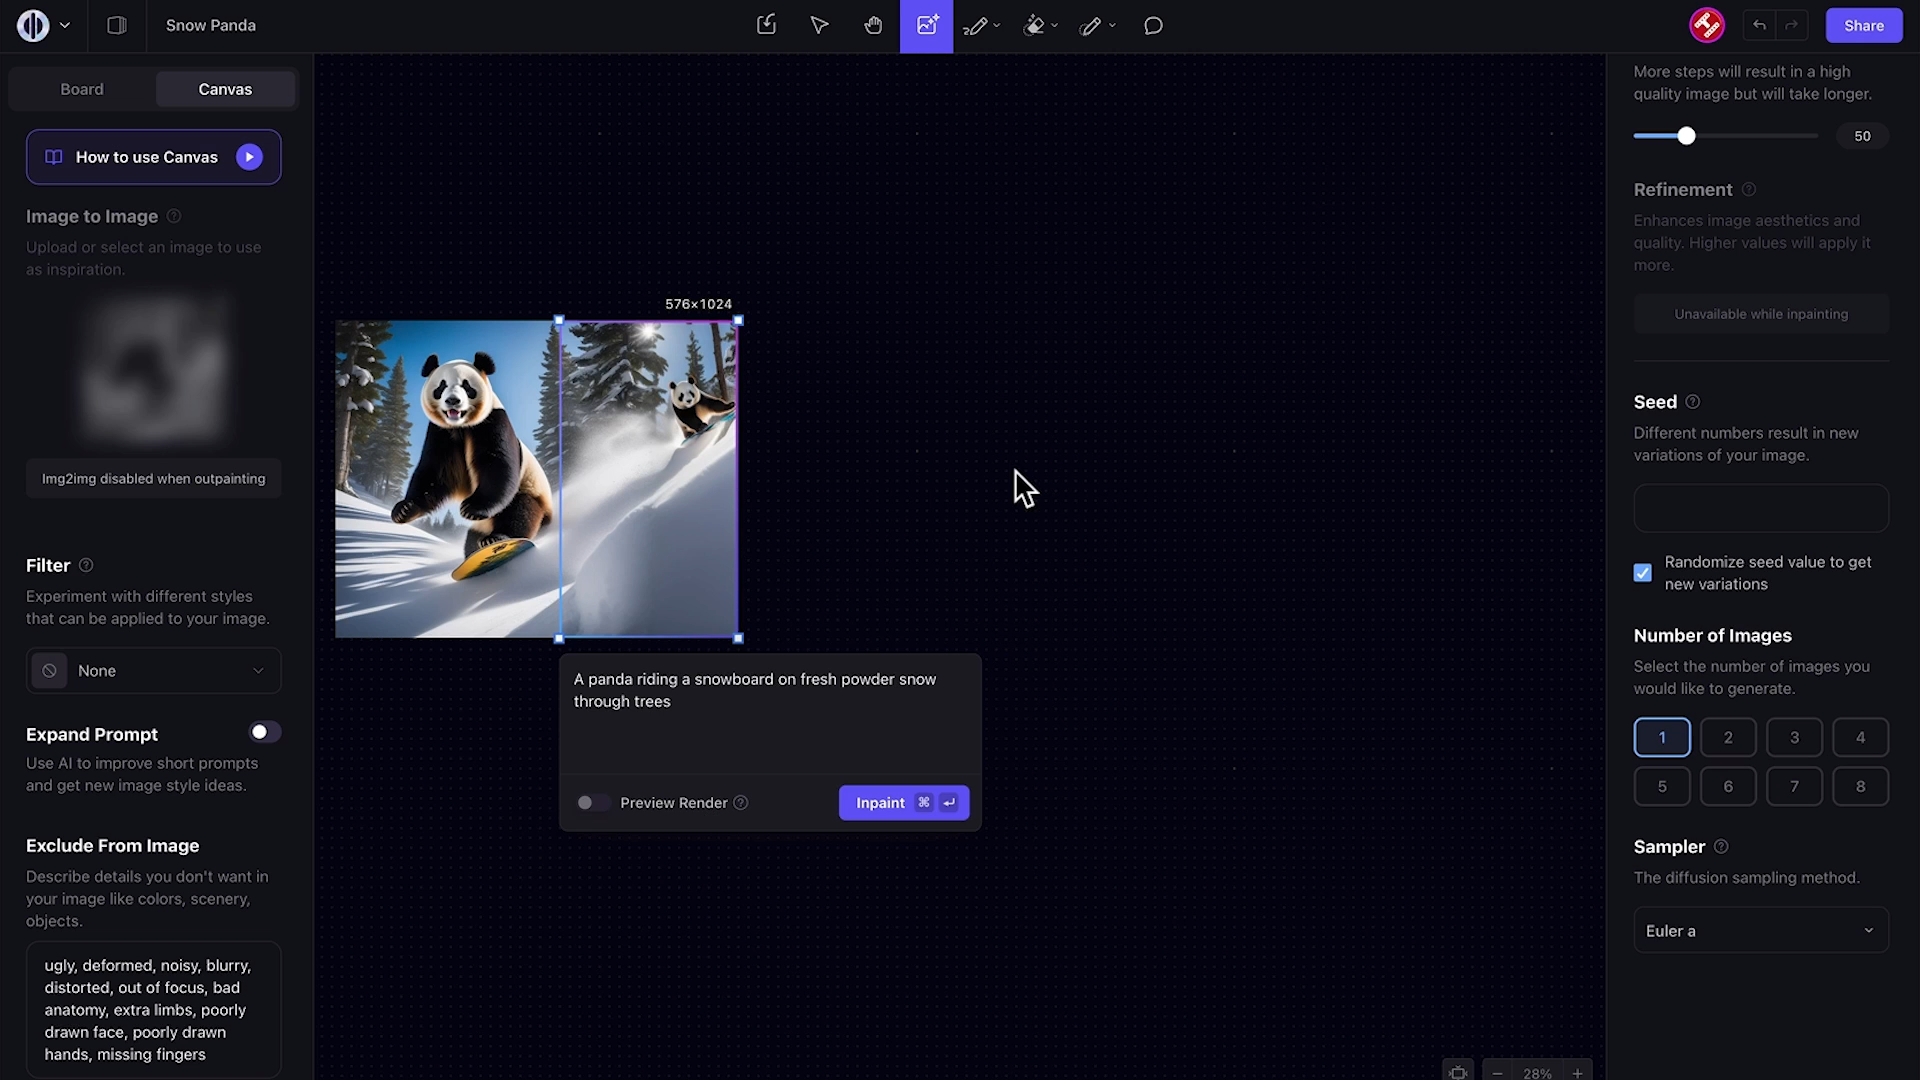 Snow Panda
Share
Board
Canvas
How to use Canvas
Image to Image
Upload or select an image to use
as inspiration.
Img2img disabled when outpainting
Filter
Experiment with different styles
that can be applied to your image.
None
Expand Prompt
Use AI to improve short prompts
and get new image style ideas.
Exclude From Image
Describe details you don't want in
your image like colors, scenery,
objects.
ugly, deformed, noisy, blurry,
distorted, out of focus, bad
anatomy, extra limbs, poorly
drawn face, poorly drawn
hands, missing fingers
576×1024
A panda riding a snowboard on fresh powder snow
through trees
Preview Render
Inpaint ⌘ ↵
28%
More steps will result in a high
quality image but will take longer.
50
Refinement
Enhances image aesthetics and
quality. Higher values will apply it
more.
Unavailable while inpainting
Seed
Different numbers result in new
variations of your image.
Randomize seed value to get
new variations
Number of Images
Select the number of images you
would like to generate.
1 2 3 4
5 6 7 8
Sampler
The diffusion sampling method.
Euler a